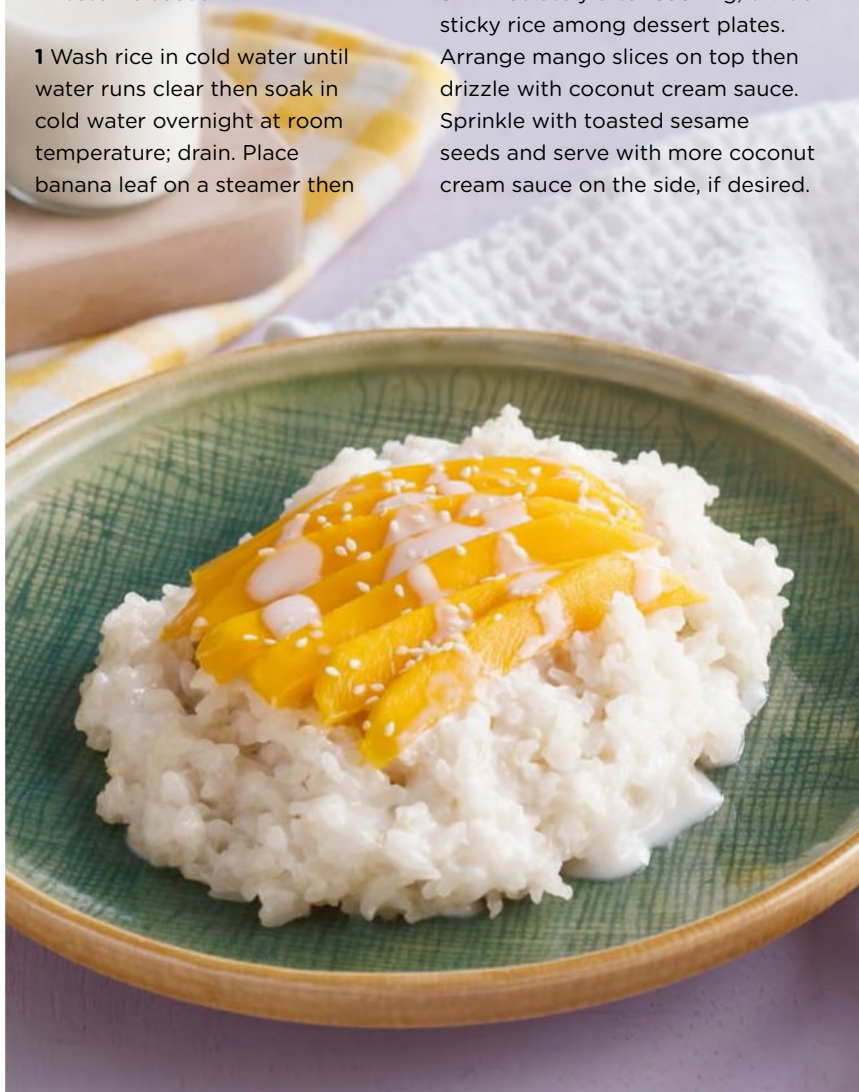 1 Wash rice in cold water until
water runs clear then soak in
cold water overnight at room
temperature; drain. Place
banana leaf on a steamer then
sticky rice among dessert plates.
Arrange mango slices on top then
drizzle with coconut cream sauce.
Sprinkle with toasted sesame
seeds and serve with more coconut
cream sauce on the side, if desired.